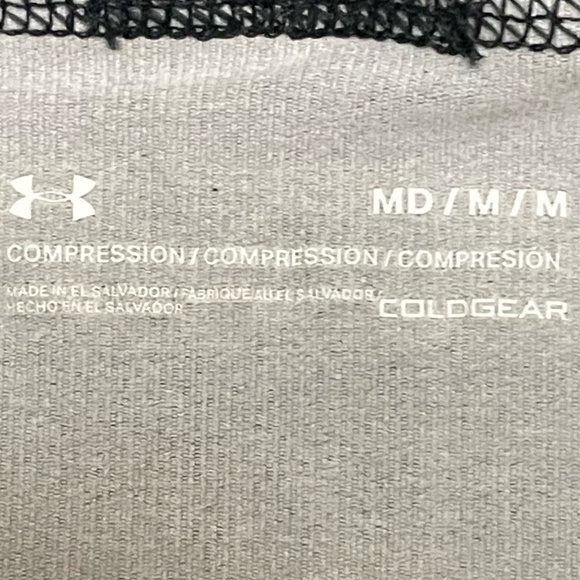 MD / M / M
COMPRESSION / COMPRESSION / COMPRESIÓN
MADE IN EL SALVADOR / FABRIQUÉ AU EL SALVADOR /
HECHO EN EL SALVADOR
COLDGEAR